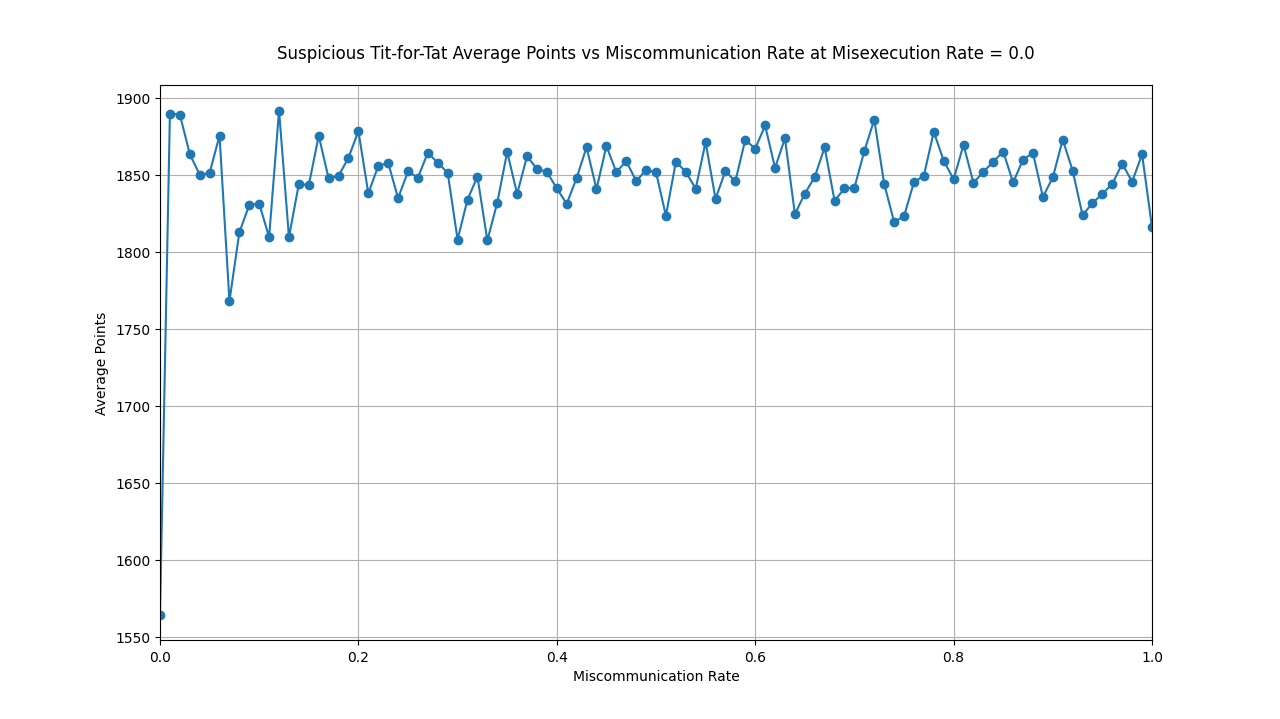 Suspicious Tit-for-Tat Average Points vs Miscommunication Rate at Misexecution Rate = 0.0
1900
1850
1800
1750
1700
1650
1600
1550
Average Points
0.0 0.2 0.4 0.6 0.8 1.0
Miscommunication Rate